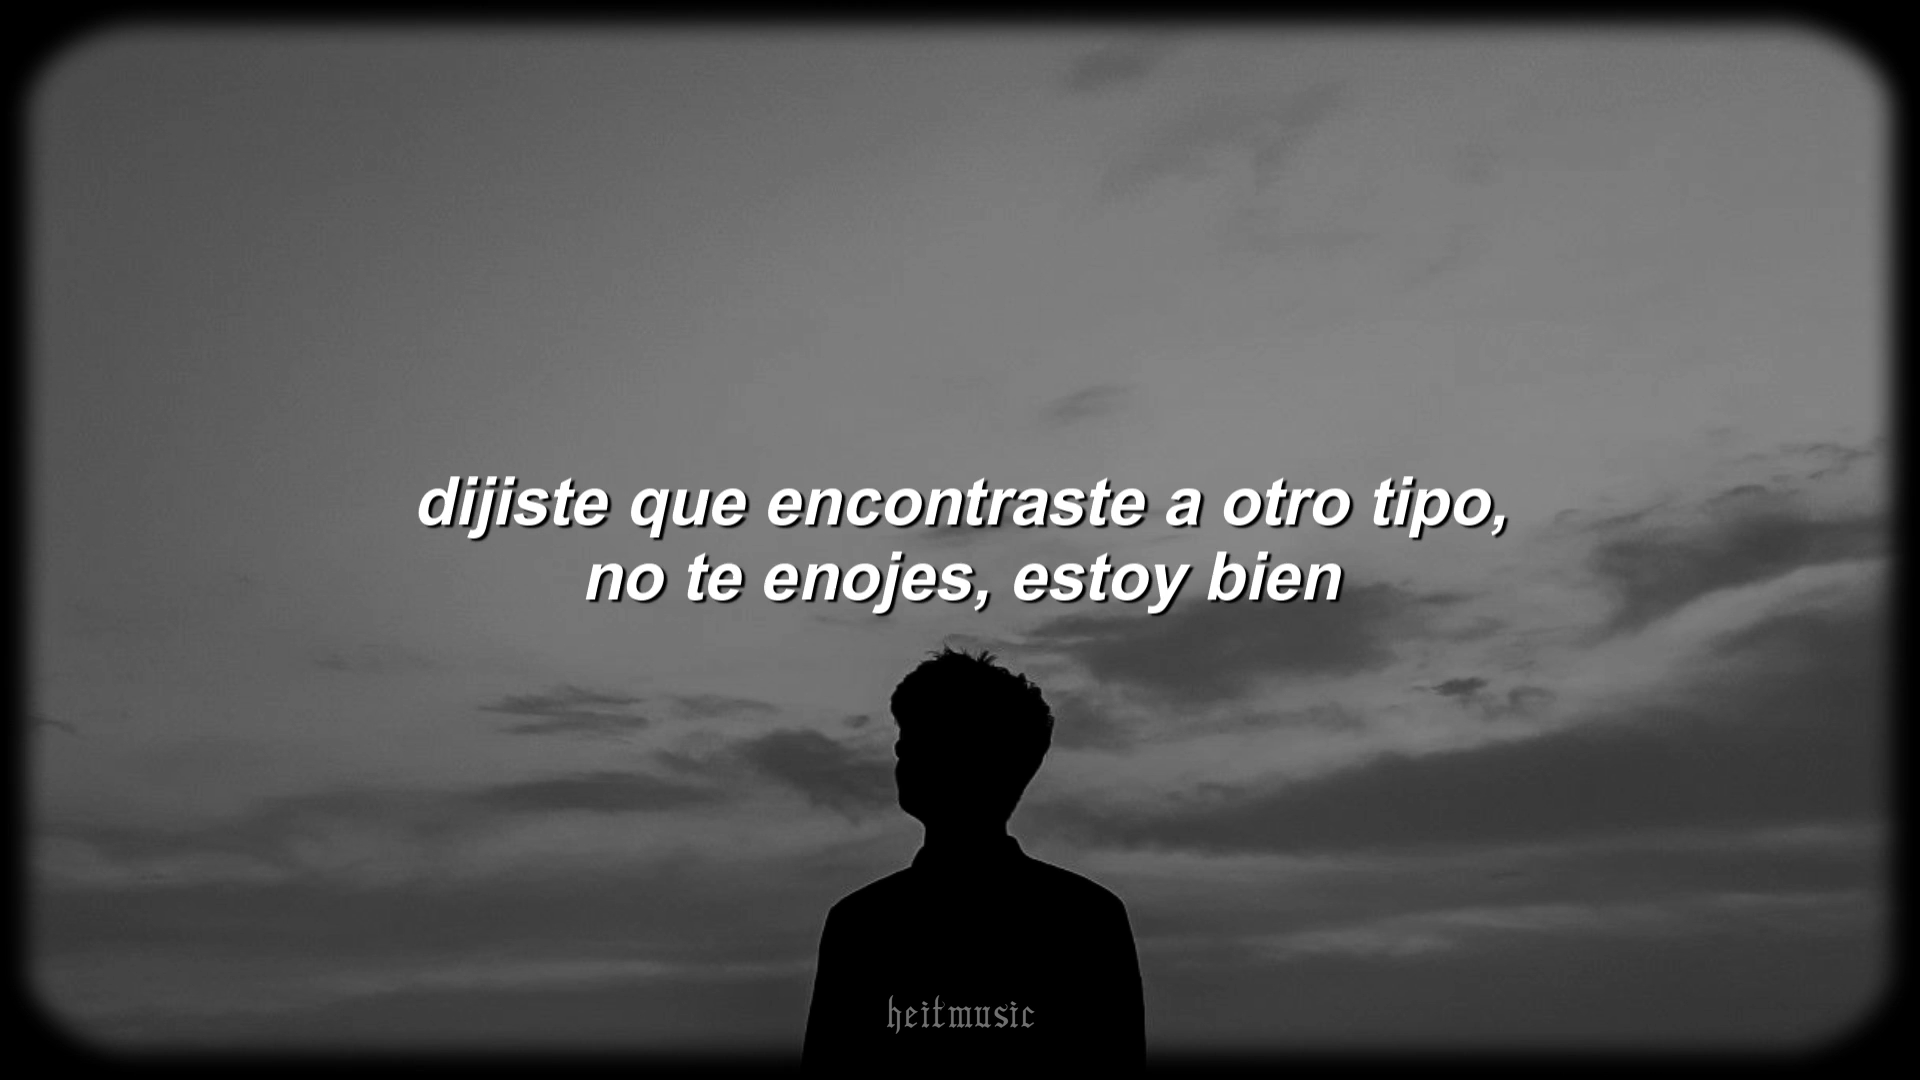 dijiste que encontraste a otro tipo,
no te enojes, estoy bien
heitmusic